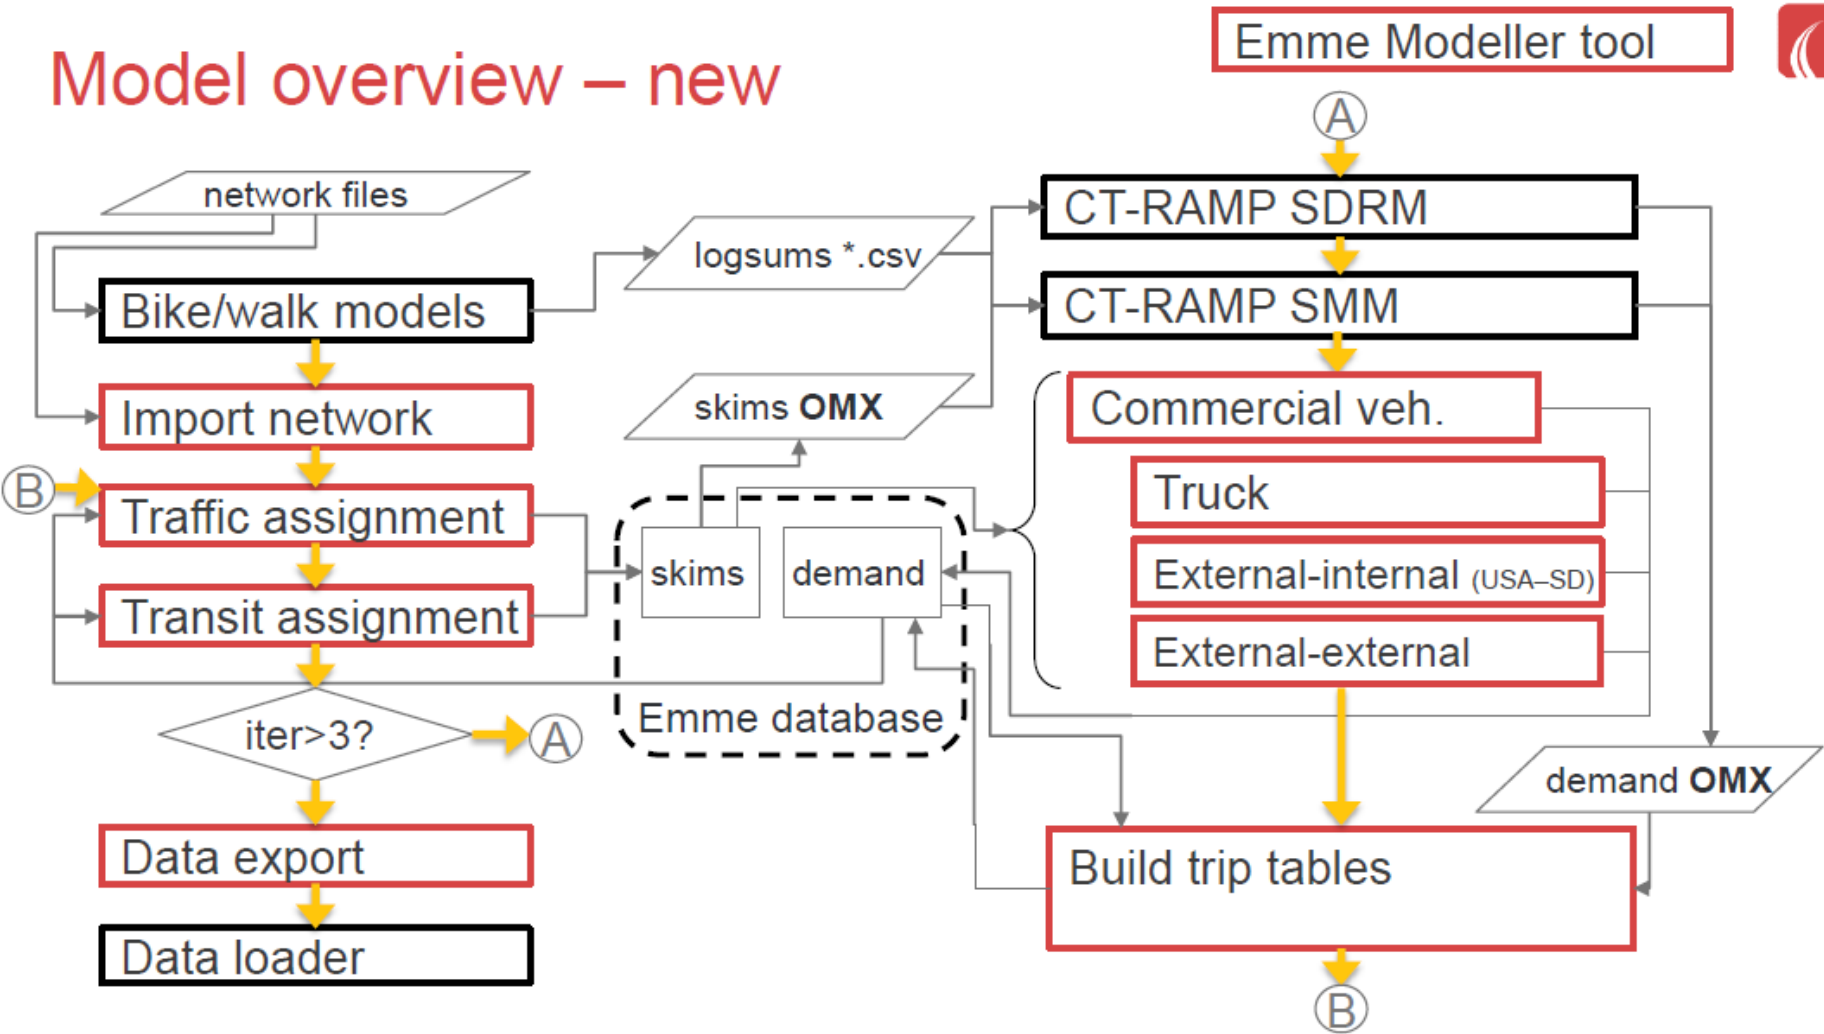 Model overview – new
Emme Modeller tool
A
network files
CT-RAMP SDRM
logsums *.csv
Bike/walk models
CT-RAMP SMM
Import network
skims OMX
Commercial veh.
B
Traffic assignment
Truck
skims
demand
External-internal (USA–SD)
Transit assignment
External-external
Emme database
iter>3?
A
demand OMX
Data export
Build trip tables
Data loader
B